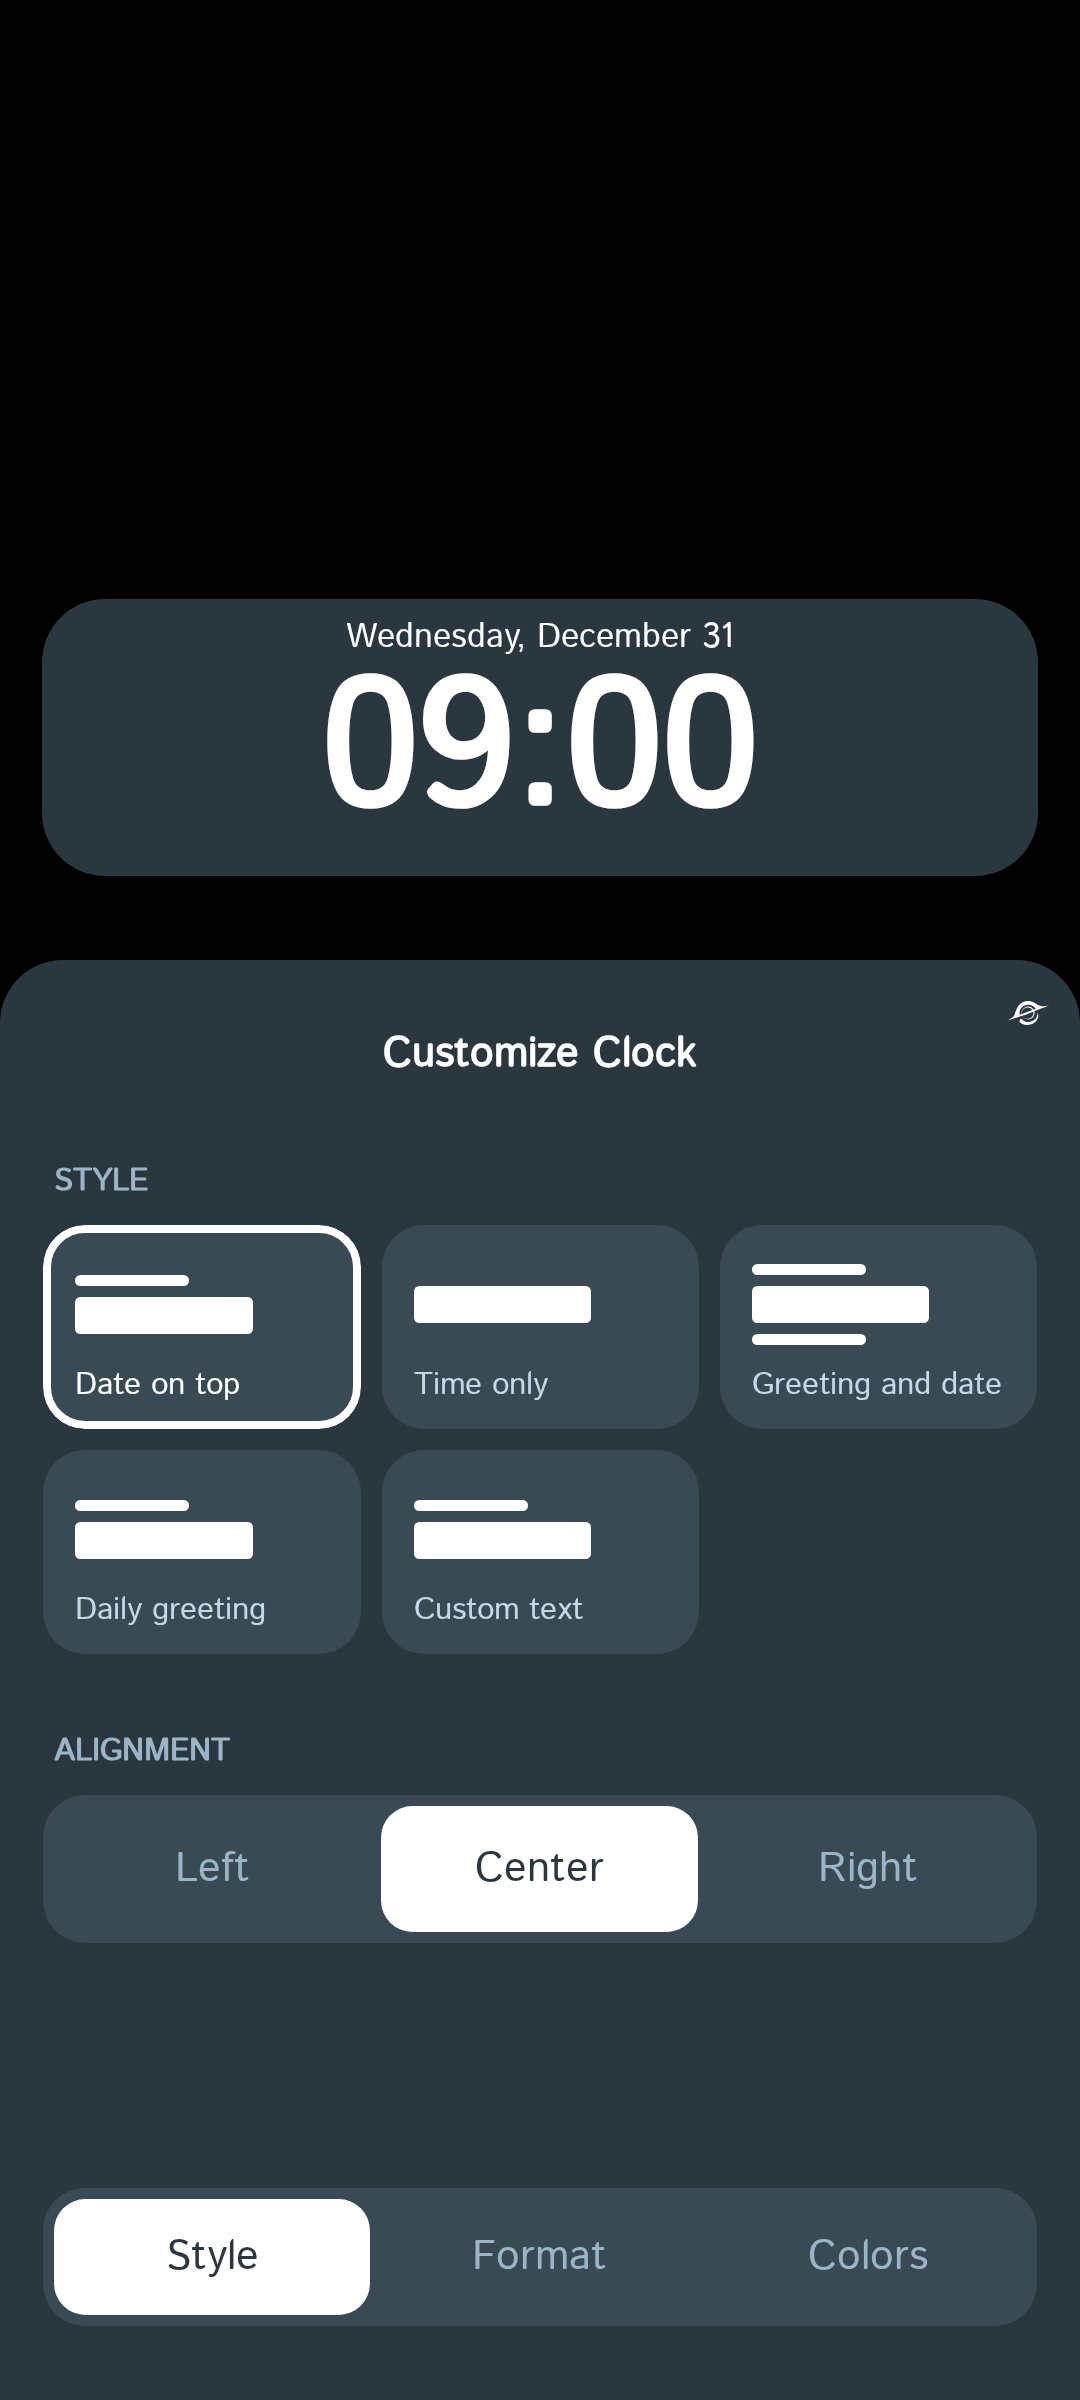 Wednesday, December 31
09:00
Customize Clock
STYLE
Date on top
Time only
Greeting and date
Daily greeting
Custom text
ALIGNMENT
Left
Center
Right
Style
Format
Colors